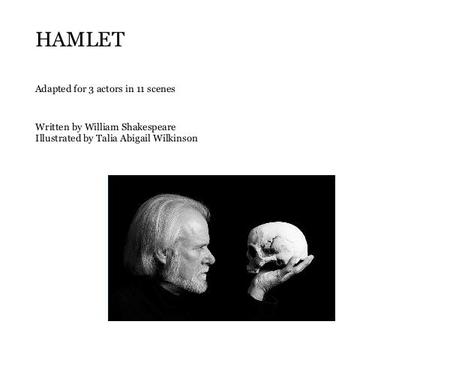 HAMLET
Adapted for 3 actors in 11 scenes
Written by William Shakespeare
Illustrated by Talia Abigail Wilkinson